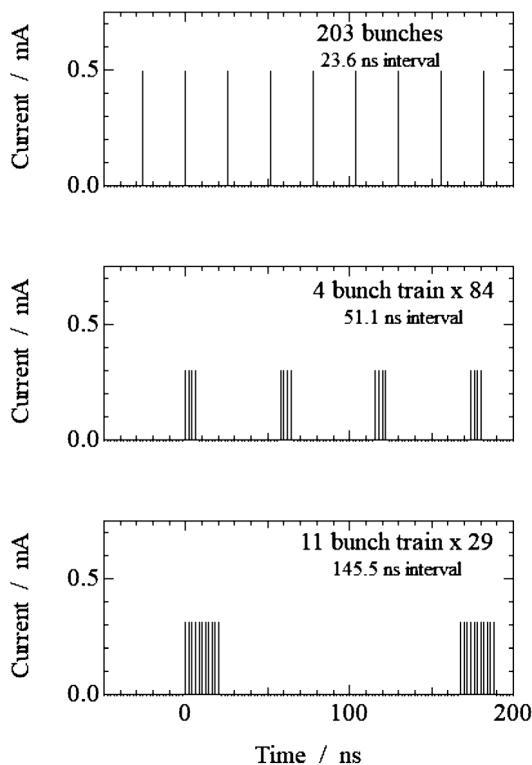 203 bunches
23.6 ns interval
Current / mA
0.5
0.0
4 bunch train x 84
51.1 ns interval
Current / mA
0.5
0.0
11 bunch train x 29
145.5 ns interval
Current / mA
0.5
0.0
0 100 200
Time / ns